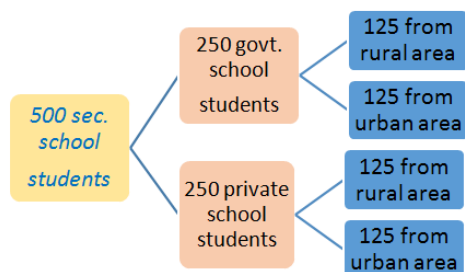 500 sec.
school
students
250 govt.
school
students
250 private
school
students
125 from
rural area
125 from
urban area
125 from
rural area
125 from
urban area